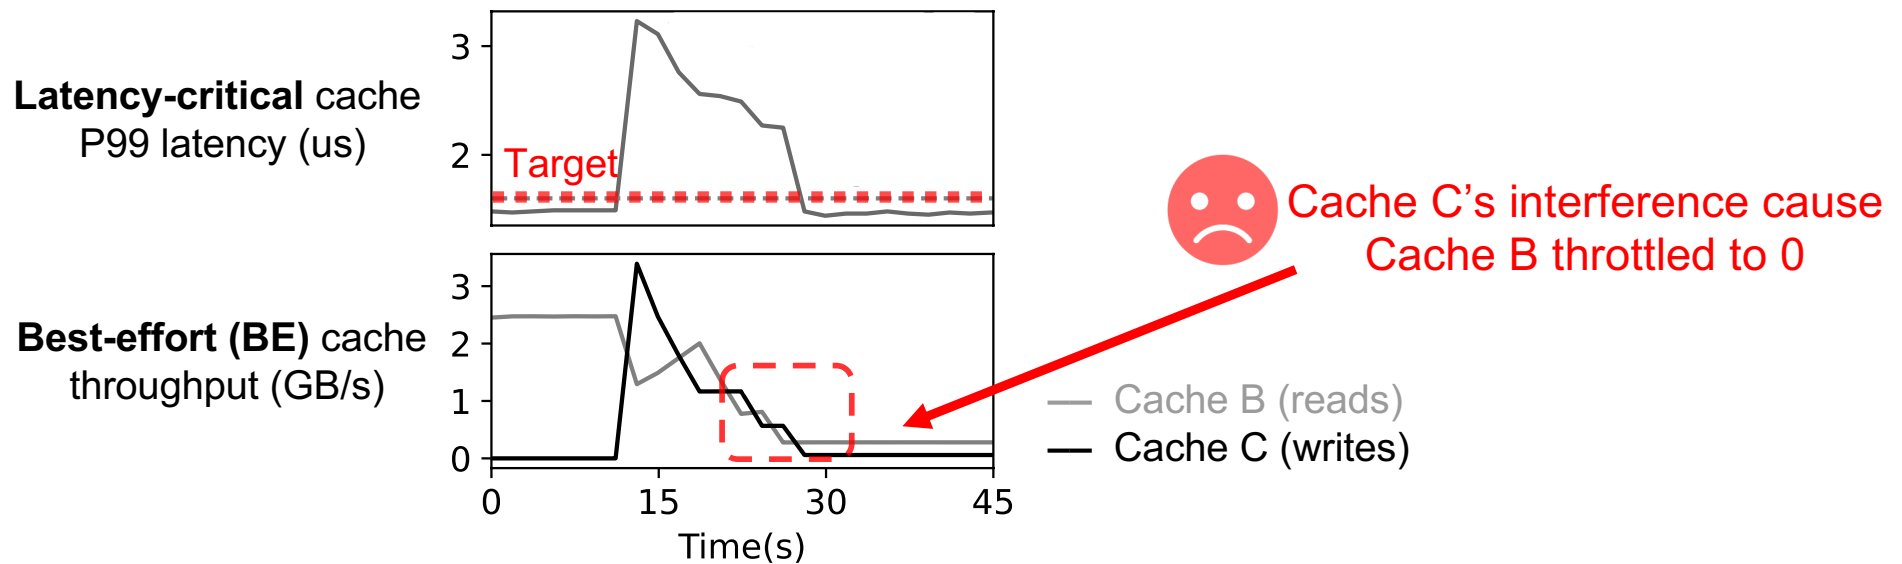 Latency-critical cache
P99 latency (us)
3
2
Target
Best-effort (BE) cache
throughput (GB/s)
3
2
1
0
0 15 30 45
Time(s)
Cache C’s interference cause
Cache B throttled to 0
Cache B (reads)
Cache C (writes)